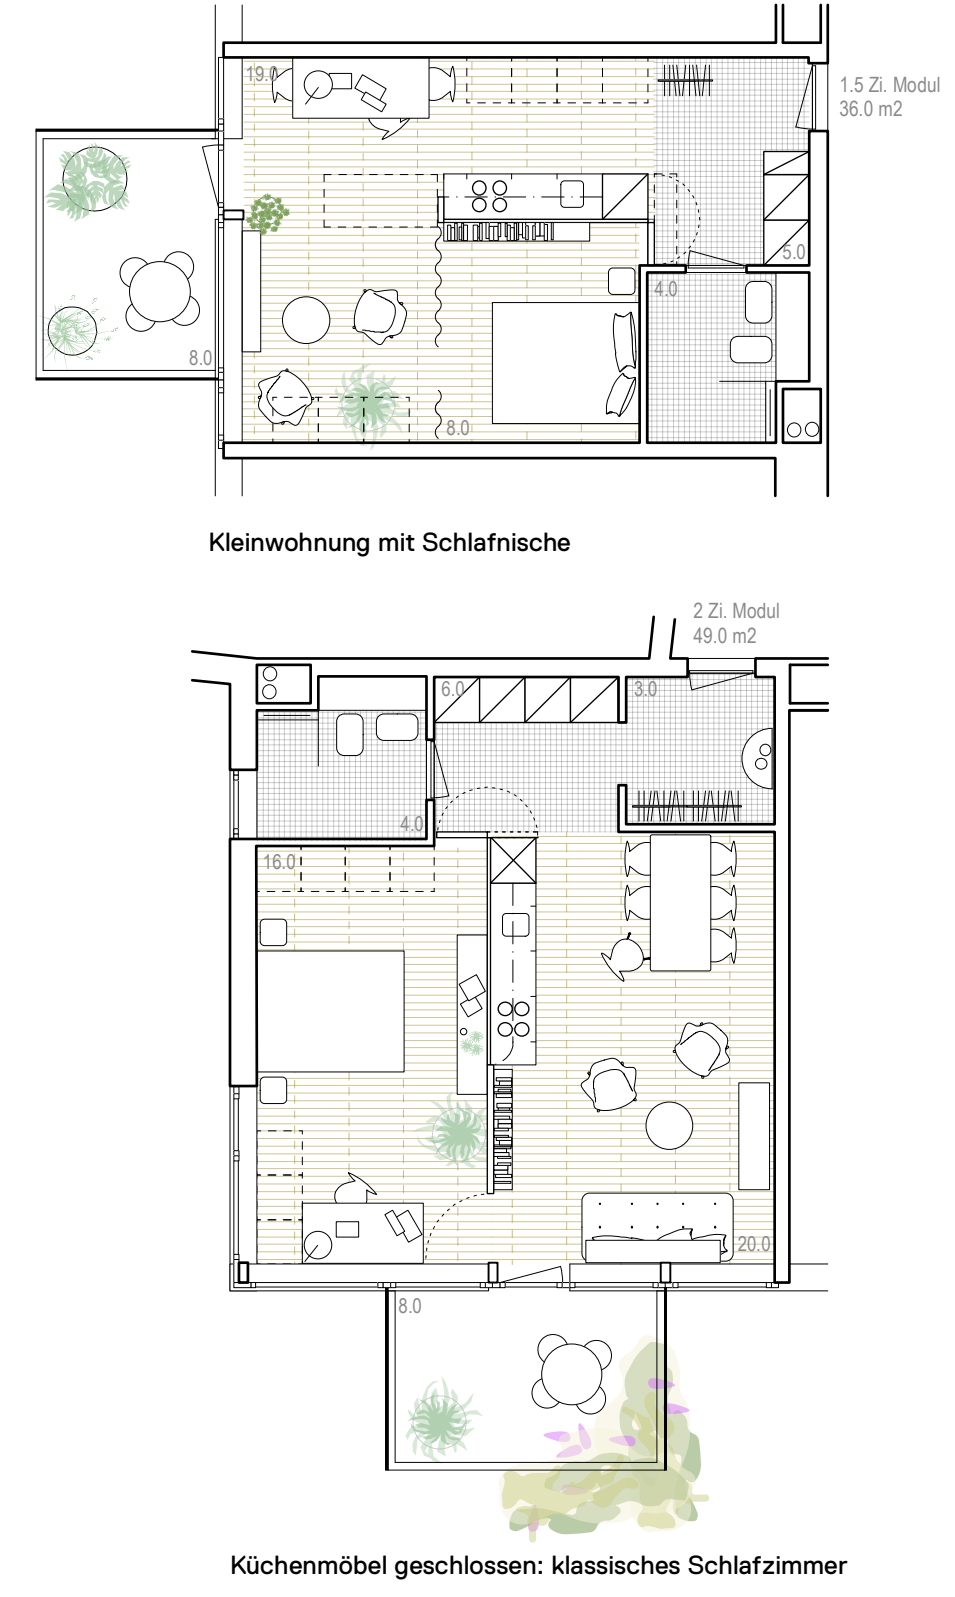 19.0
1.5 Zi. Modul
36.0 m2
5.0
4.0
8.0
8.0
Kleinwohnung mit Schlafnische
2 Zi. Modul
49.0 m2
6.0
3.0
4.0
16.0
20.0
8.0
Küchenmöbel geschlossen: klassisches Schlafzimmer